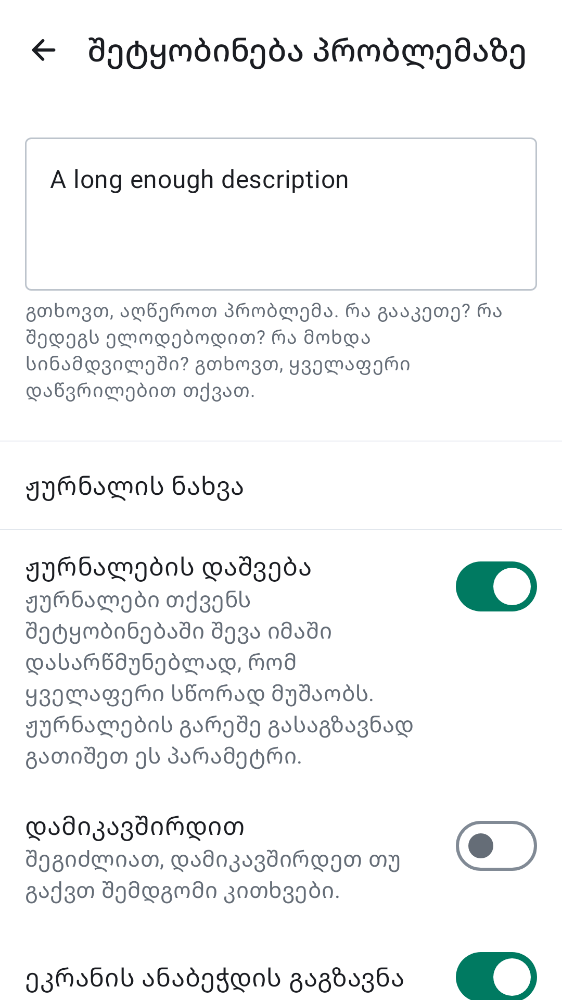 შეტყობინება პრობლემაზე
A long enough description
გთხოვთ, აღწეროთ პრობლემა. რა გააკეთე? რა
შედეგს ელოდებოდით? რა მოხდა
სინამდვილეში? გთხოვთ, ყველაფერი
დაწვრილებით თქვათ.
ჟურნალის ნახვა
ჟურნალების დაშვება
ჟურნალები თქვენს
შეტყობინებაში შევა იმაში
დასარწმუნებლად, რომ
ყველაფერი სწორად მუშაობს.
ჟურნალების გარეშე გასაგზავნად
გათიშეთ ეს პარამეტრი.
დამიკავშირდით
შეგიძლიათ, დამიკავშირდეთ თუ
გაქვთ შემდგომი კითხვები.
ეკრანის ანაბეჭდის გაგზავნა